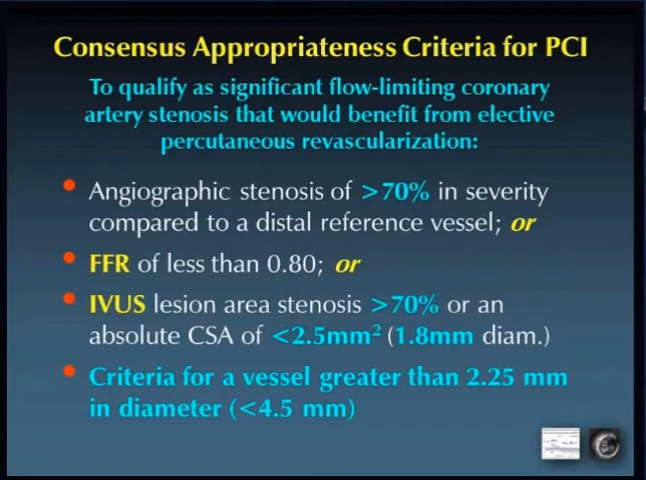 Consensus Appropriateness Criteria for PCI
To qualify as significant flow-limiting coronary
artery stenosis that would benefit from elective
percutaneous revascularization:
• Angiographic stenosis of >70% in severity
compared to a distal reference vessel; or
• FFR of less than 0.80; or
• IVUS lesion area stenosis >70% or an
absolute CSA of <2.5mm² (1.8mm diam.)
• Criteria for a vessel greater than 2.25 mm
in diameter (<4.5 mm)